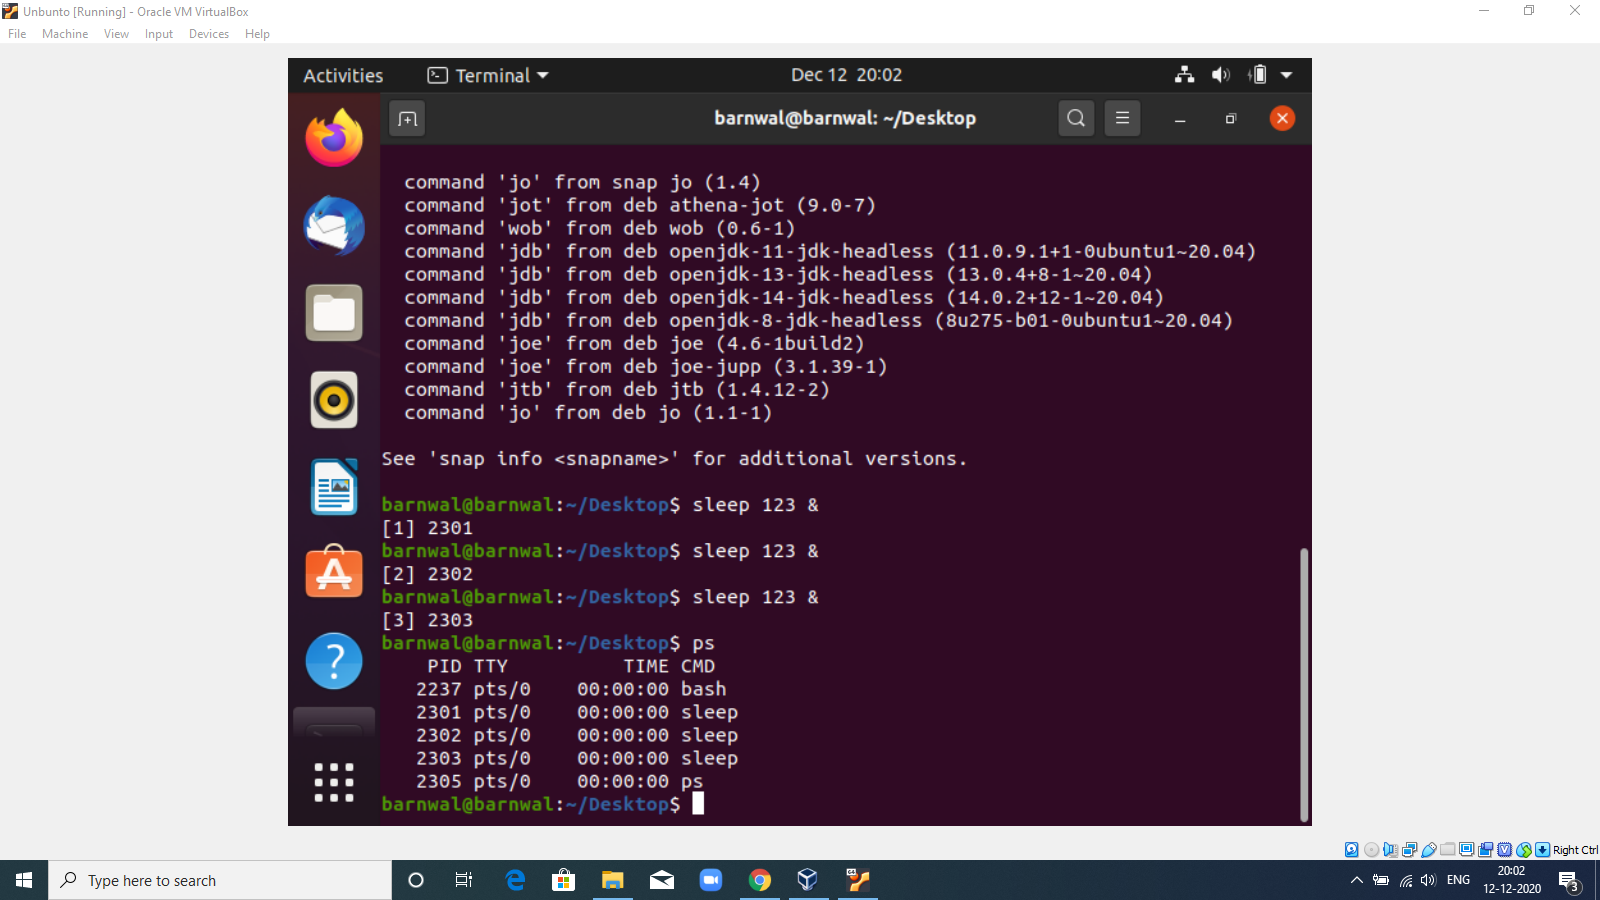 Unbunto [Running] - Oracle VM VirtualBox
File Machine View Input Devices Help
Activities Terminal Dec 12 20:02
barnwal@barnwal: ~/Desktop
command 'jo' from snap jo (1.4)
command 'jot' from deb athena-jot (9.0-7)
command 'wob' from deb wob (0.6-1)
command 'jdb' from deb openjdk-11-jdk-headless (11.0.9.1+1-0ubuntu1~20.04)
command 'jdb' from deb openjdk-13-jdk-headless (13.0.4+8-1~20.04)
command 'jdb' from deb openjdk-14-jdk-headless (14.0.2+12-1~20.04)
command 'jdb' from deb openjdk-8-jdk-headless (8u275-b01-0ubuntu1~20.04)
command 'joe' from deb joe (4.6-1build2)
command 'joe' from deb joe-jupp (3.1.39-1)
command 'jtb' from deb jtb (1.4.12-2)
command 'jo' from deb jo (1.1-1)
See 'snap info <snapname>' for additional versions.
barnwal@barnwal:~/Desktop$ sleep 123 &
[1] 2301
barnwal@barnwal:~/Desktop$ sleep 123 &
[2] 2302
barnwal@barnwal:~/Desktop$ sleep 123 &
[3] 2303
barnwal@barnwal:~/Desktop$ ps
PID TTY TIME CMD
2237 pts/0 00:00:00 bash
2301 pts/0 00:00:00 sleep
2302 pts/0 00:00:00 sleep
2303 pts/0 00:00:00 sleep
2305 pts/0 00:00:00 ps
barnwal@barnwal:~/Desktop$
Right Ctrl
Type here to search
ENG
20:02
12-12-2020
3